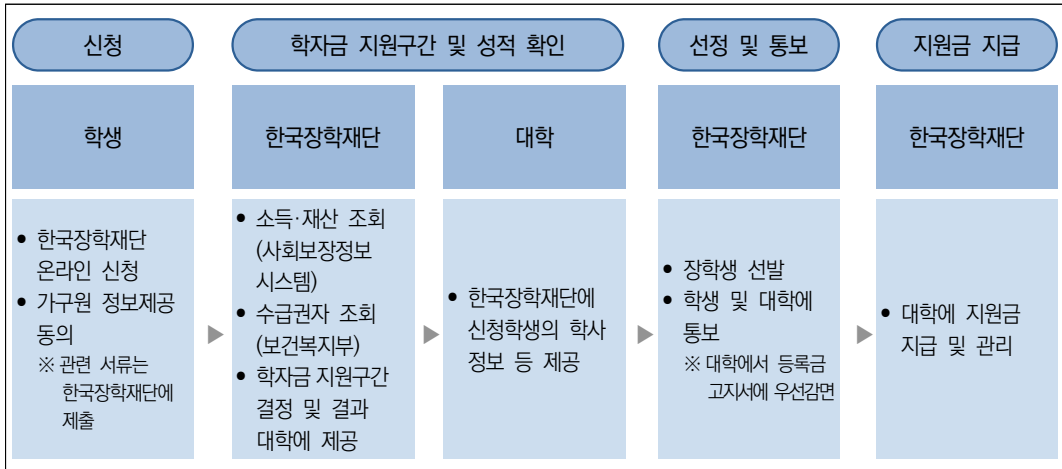 신청
학자금 지원구간 및 성적 확인
선정 및 통보
지원금 지급
학생
한국장학재단
대학
한국장학재단
한국장학재단
• 한국장학재단
온라인 신청
• 가구원 정보제공
동의
※ 관련 서류는
한국장학재단에
제출
• 소득·재산 조회
(사회보장정보
시스템)
• 수급권자 조회
(보건복지부)
• 학자금 지원구간
결정 및 결과
대학에 제공
• 한국장학재단에
신청학생의 학사
정보 등 제공
• 장학생 선발
• 학생 및 대학에
통보
※ 대학에서 등록금
고지서에 우선감면
• 대학에 지원금
지급 및 관리